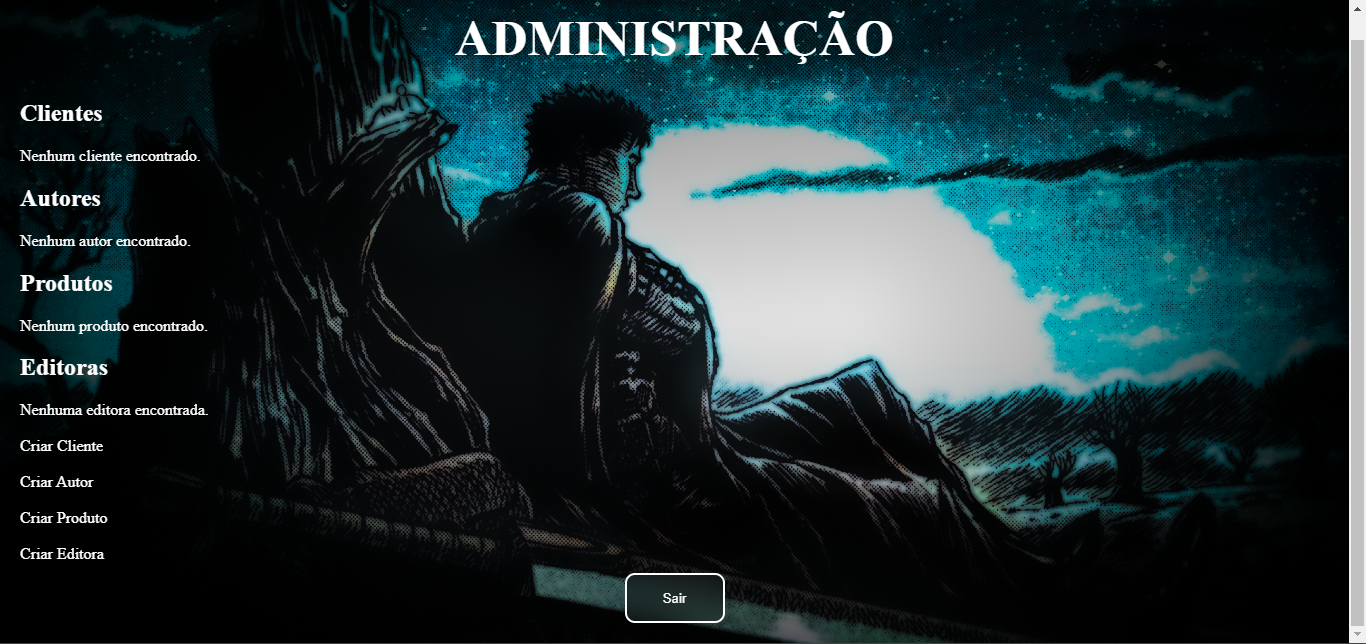 ADMINISTRAÇÃO
Clientes
Nenhum cliente encontrado.
Autores
Nenhum autor encontrado.
Produtos
Nenhum produto encontrado.
Editoras
Nenhuma editora encontrada.
Criar Cliente
Criar Autor
Criar Produto
Criar Editora
Sair